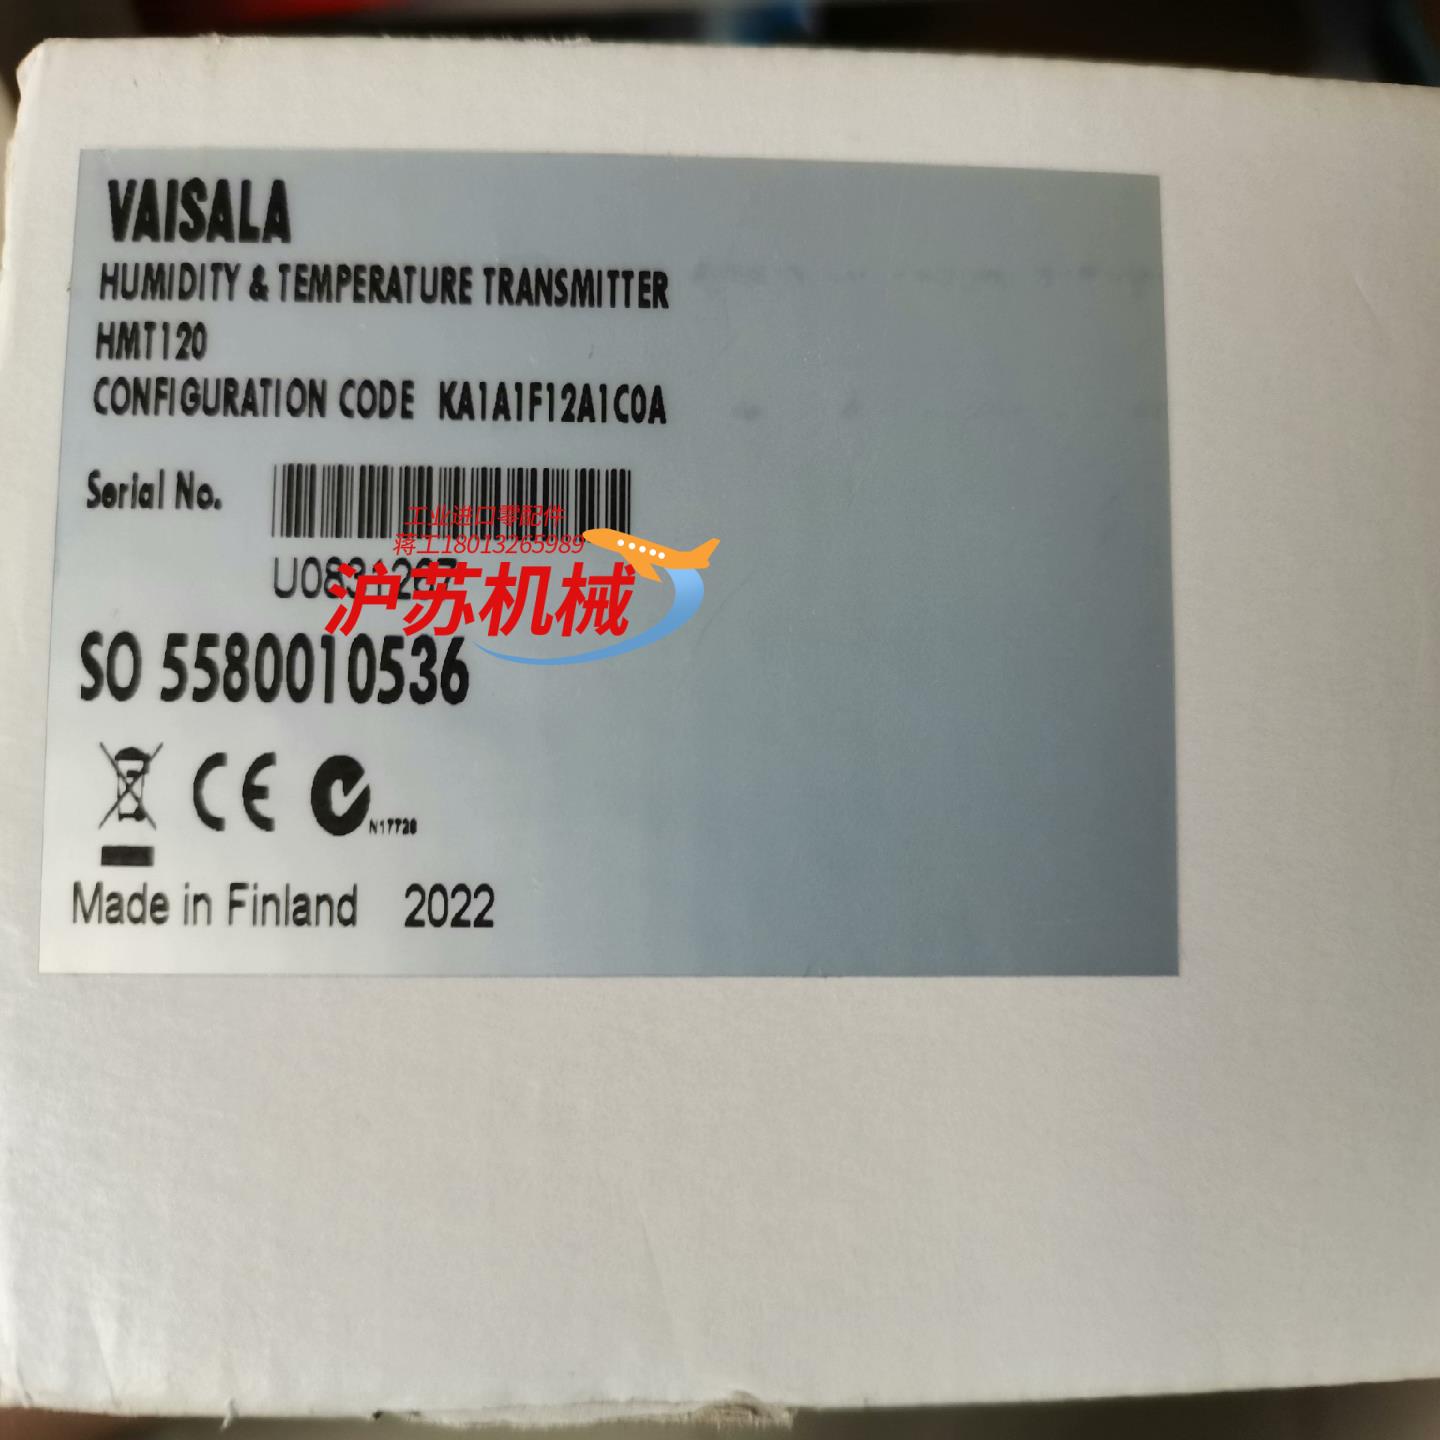 VAISALA
HUMIDITY & TEMPERATURE TRANSMITTER
HMT120
CONFIGURATION CODE KA1A1F12A1C0A
Serial No.
工业进口零配件
蒋工18013265989
沪苏机械
SO 5580010536
CE
N17728
Made in Finland 2022